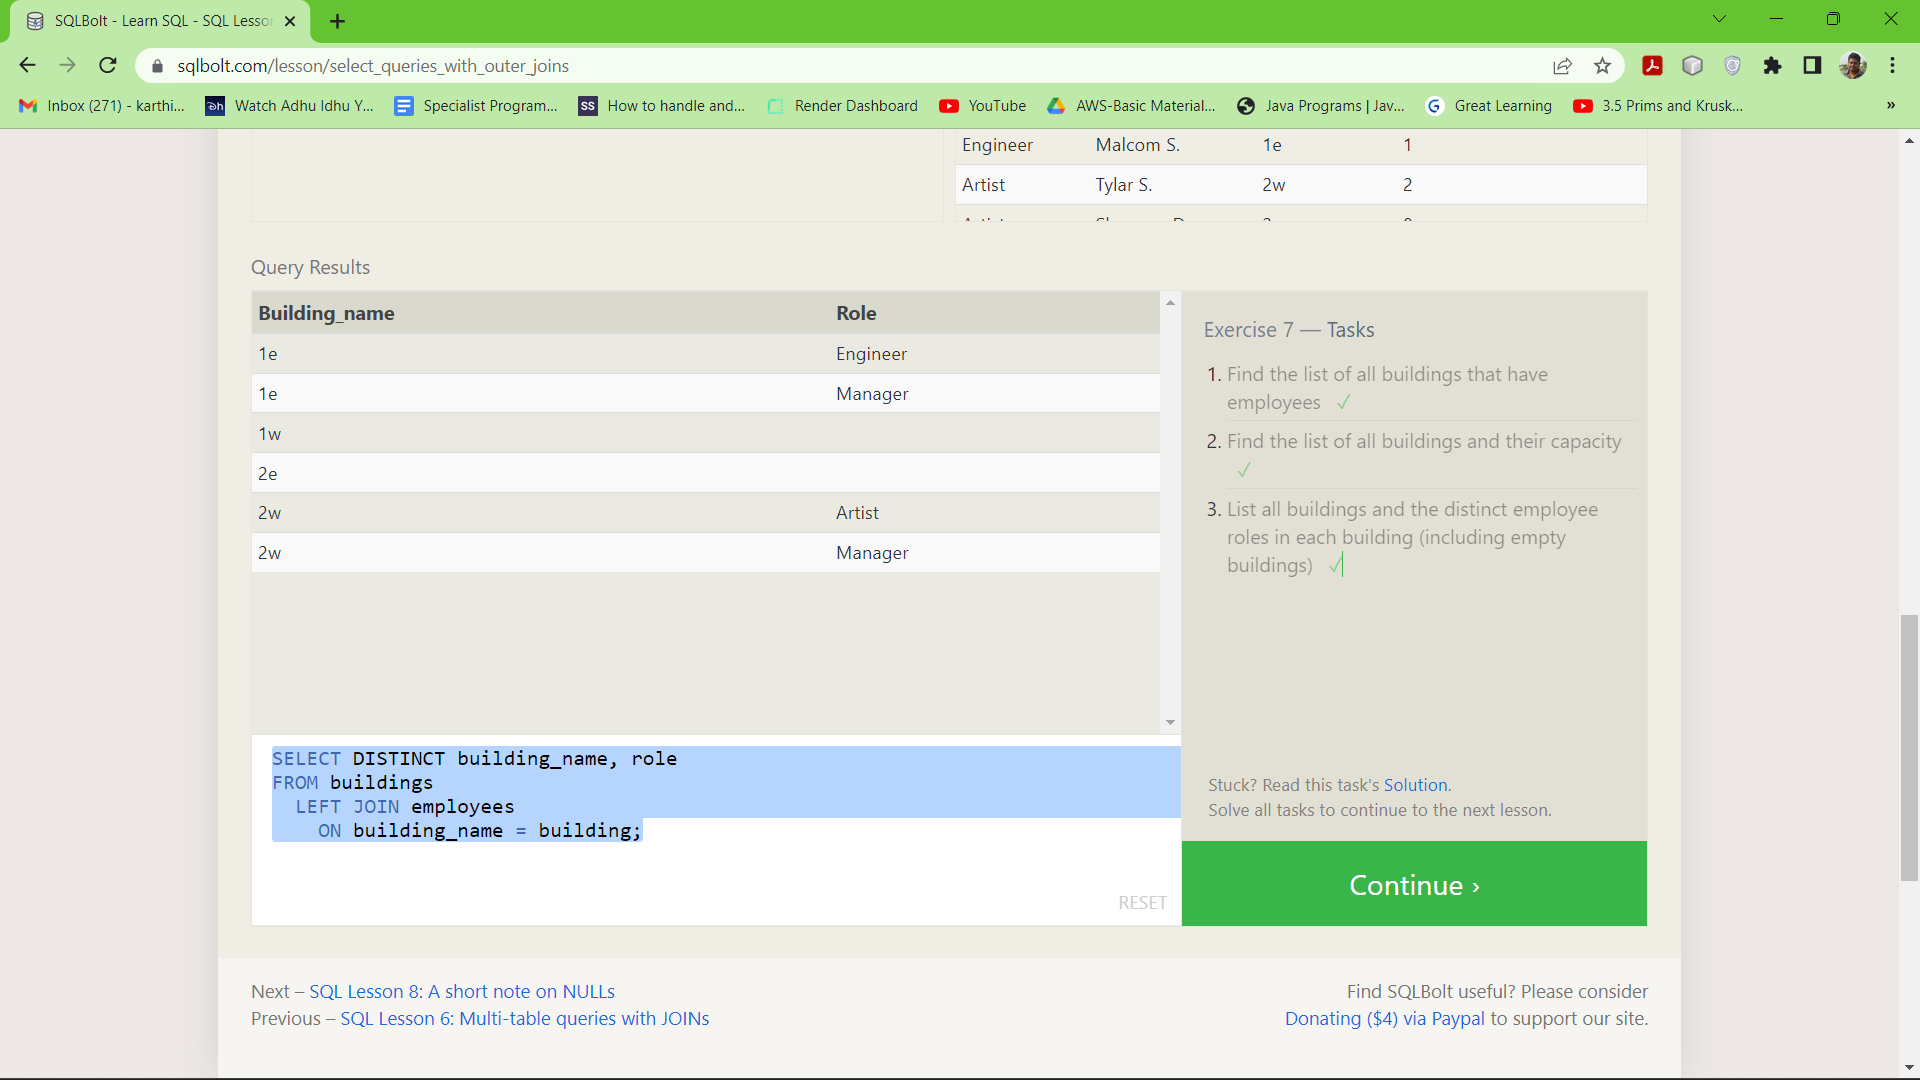 SQLBolt - Learn SQL - SQL Lesson
sqlbolt.com/lesson/select_queries_with_outer_joins
Inbox (271) - karthi...
Watch Adhu Idhu Y...
Specialist Program...
SS
How to handle and...
Render Dashboard
YouTube
AWS-Basic Material...
Java Programs | Jav...
Great Learning
3.5 Prims and Krusk...
»
Engineer Malcom S. 1e 1
Artist Tylar S. 2w 2
Query Results
Building_name Role
1e Engineer
1e Manager
1w
2e
2w Artist
2w Manager
Exercise 7 — Tasks
1. Find the list of all buildings that have
employees ✓
2. Find the list of all buildings and their capacity
✓
3. List all buildings and the distinct employee
roles in each building (including empty
buildings) ✓
SELECT DISTINCT building_name, role
FROM buildings
LEFT JOIN employees
ON building_name = building;
RESET
Stuck? Read this task's Solution.
Solve all tasks to continue to the next lesson.
Continue ›
Next – SQL Lesson 8: A short note on NULLs
Previous – SQL Lesson 6: Multi-table queries with JOINs
Find SQLBolt useful? Please consider
Donating ($4) via Paypal to support our site.